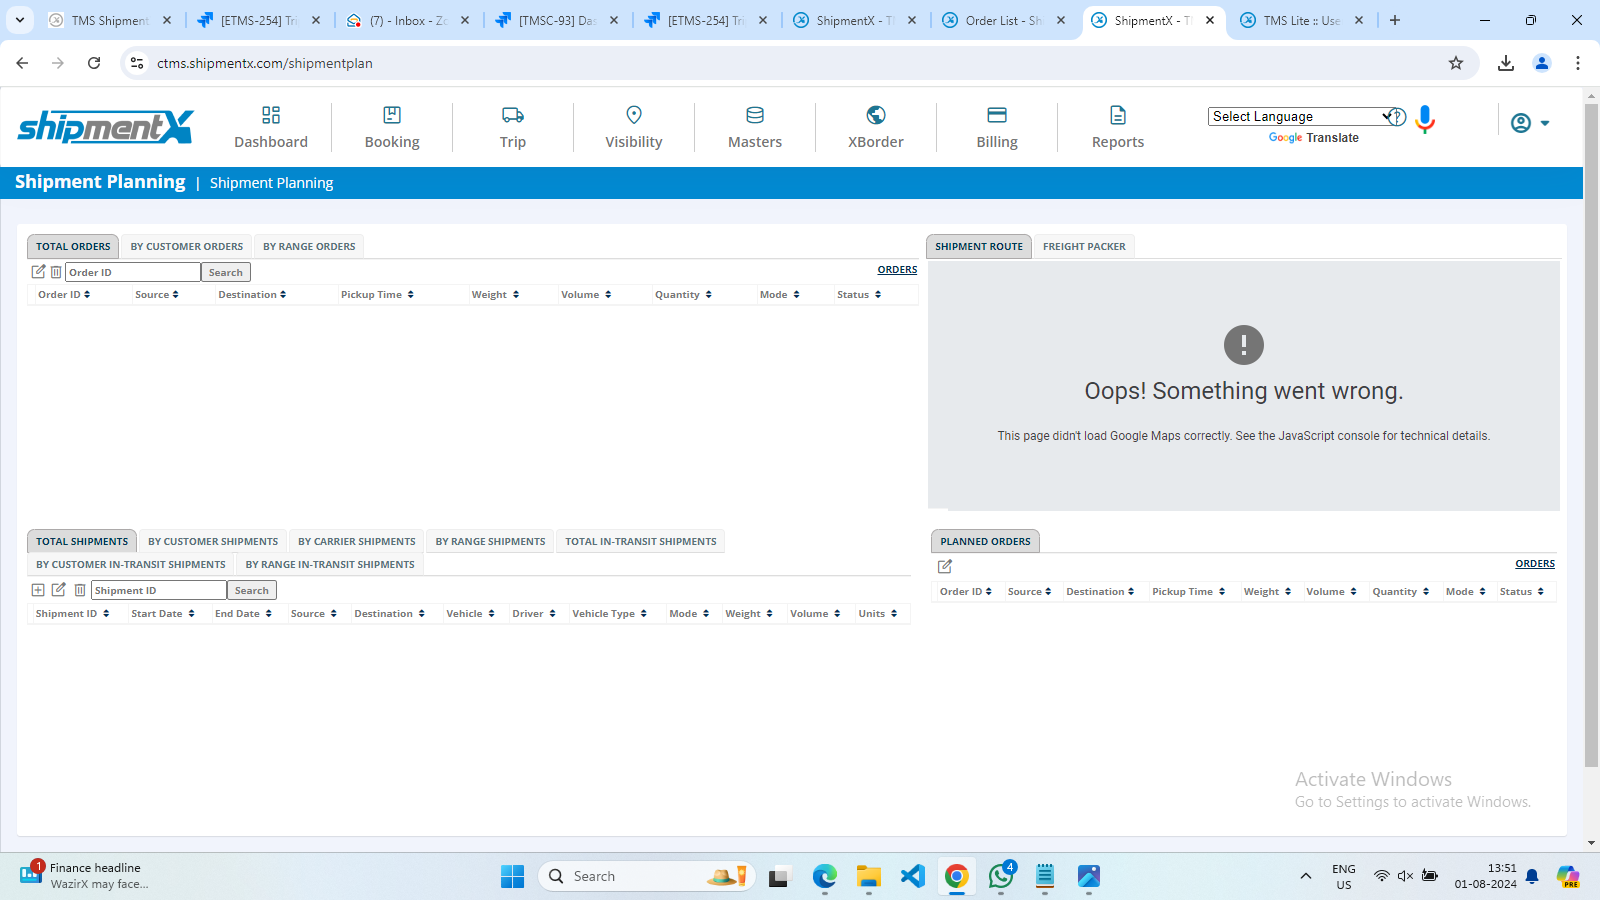 TMS Shipment
[ETMS-254] Tri
(7) - Inbox - Zo
[TMSC-93] Das
[ETMS-254] Tri
ShipmentX - T
Order List - Sh
ShipmentX - T
TMS Lite :: Use
ctms.shipmentx.com/shipmentplan
shipmentX
Dashboard
Booking
Trip
Visibility
Masters
XBorder
Billing
Reports
Select Language
Google Translate
Shipment Planning | Shipment Planning
TOTAL ORDERS BY CUSTOMER ORDERS BY RANGE ORDERS
Order ID Search ORDERS
Order ID Source Destination Pickup Time Weight Volume Quantity Mode Status
SHIPMENT ROUTE FREIGHT PACKER
!
Oops! Something went wrong.
This page didn't load Google Maps correctly. See the JavaScript console for technical details.
TOTAL SHIPMENTS BY CUSTOMER SHIPMENTS BY CARRIER SHIPMENTS BY RANGE SHIPMENTS TOTAL IN-TRANSIT SHIPMENTS
BY CUSTOMER IN-TRANSIT SHIPMENTS BY RANGE IN-TRANSIT SHIPMENTS
Shipment ID Search
Shipment ID Start Date End Date Source Destination Vehicle Driver Vehicle Type Mode Weight Volume Units
PLANNED ORDERS
ORDERS
Order ID Source Destination Pickup Time Weight Volume Quantity Mode Status
Activate Windows
Go to Settings to activate Windows.
1
Finance headline
WazirX may face...
Search
4
PRE
ENG
US
13:51
01-08-2024